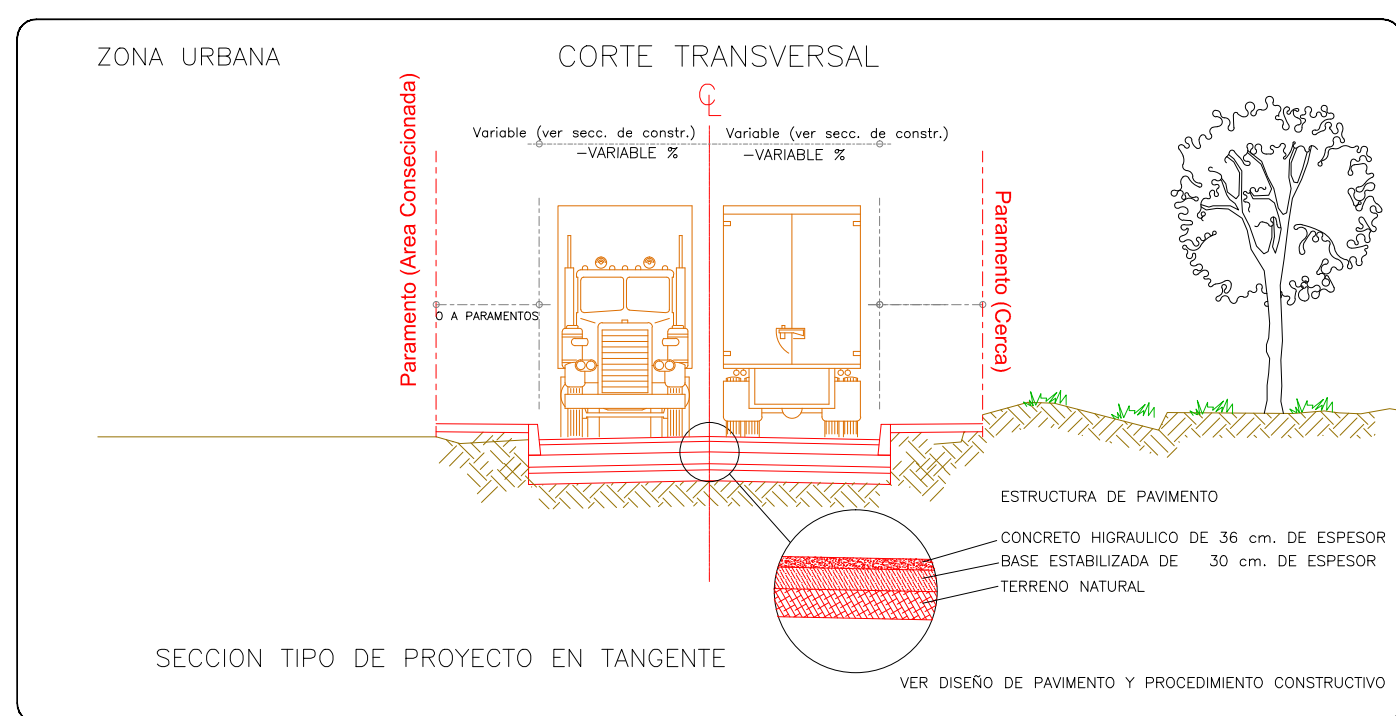 ZONA URBANA
CORTE TRANSVERSAL
Paramento (Area Consecionada)
Variable (ver secc. de constr.)
Variable (ver secc. de constr.)
-VARIABLE %
-VARIABLE %
Paramento (Cerca)
O A PARAMENTOS
ESTRUCTURA DE PAVIMENTO
CONCRETO HIGRAULICO DE 36 cm. DE ESPESOR
BASE ESTABILIZADA DE 30 cm. DE ESPESOR
TERRENO NATURAL
SECCION TIPO DE PROYECTO EN TANGENTE
VER DISEÑO DE PAVIMENTO Y PROCEDIMIENTO CONSTRUCTIVO